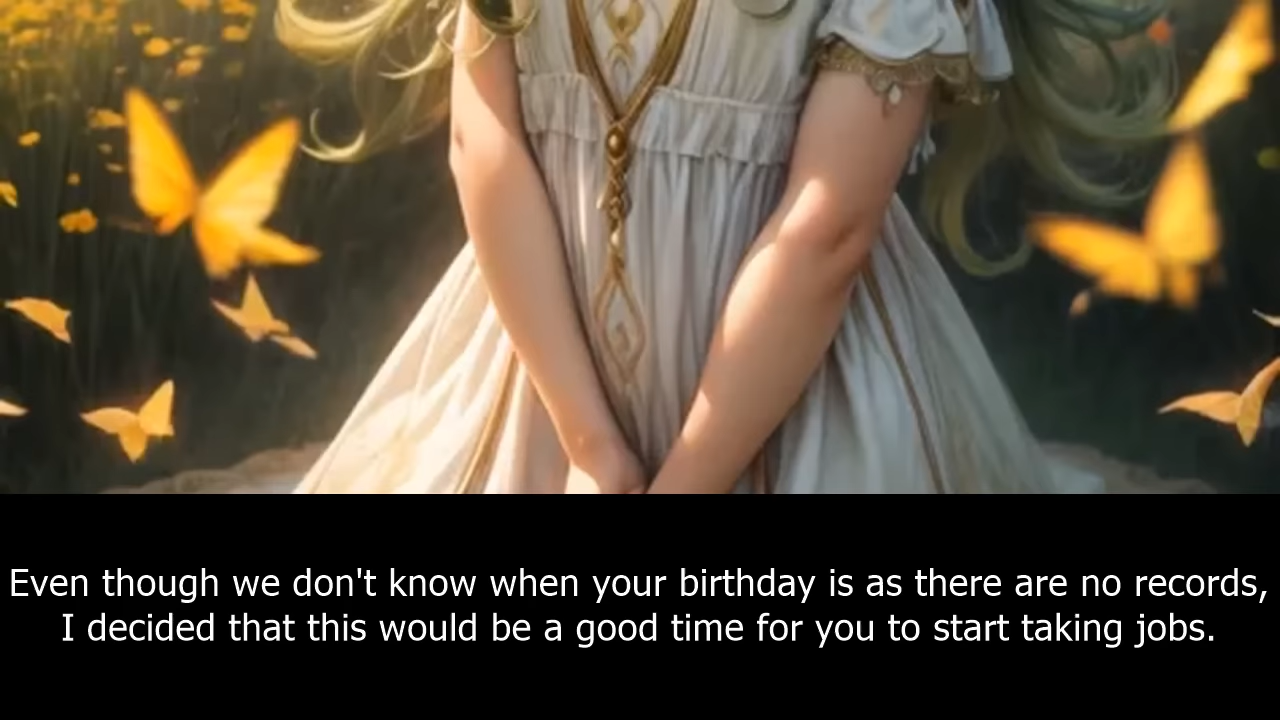 Even though we don't know when your birthday is as there are no records,
I decided that this would be a good time for you to start taking jobs.